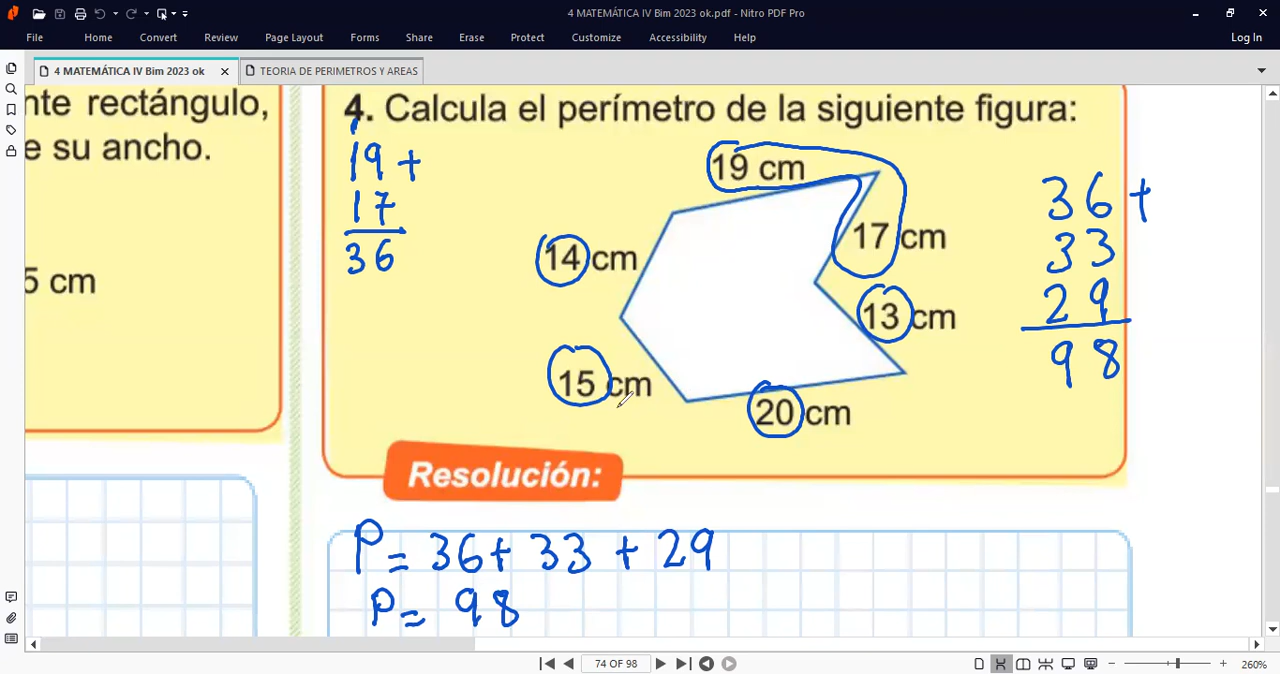 4 MATEMÁTICA IV Bim 2023 ok.pdf - Nitro PDF Pro
File Home Convert Review Page Layout Forms Share Erase Protect Customize Accessibility Help Log In
4 MATEMÁTICA IV Bim 2023 ok x TEORIA DE PERIMETROS Y AREAS
nte rectángulo,
e su ancho.
5 cm
4. Calcula el perímetro de la siguiente figura:
19 +
17
36
19 cm
17 cm
14 cm
13 cm
15 cm
20 cm
36 +
33
29
98
Resolución:
P= 36+ 33 + 29
P= 98
74 OF 98
260%